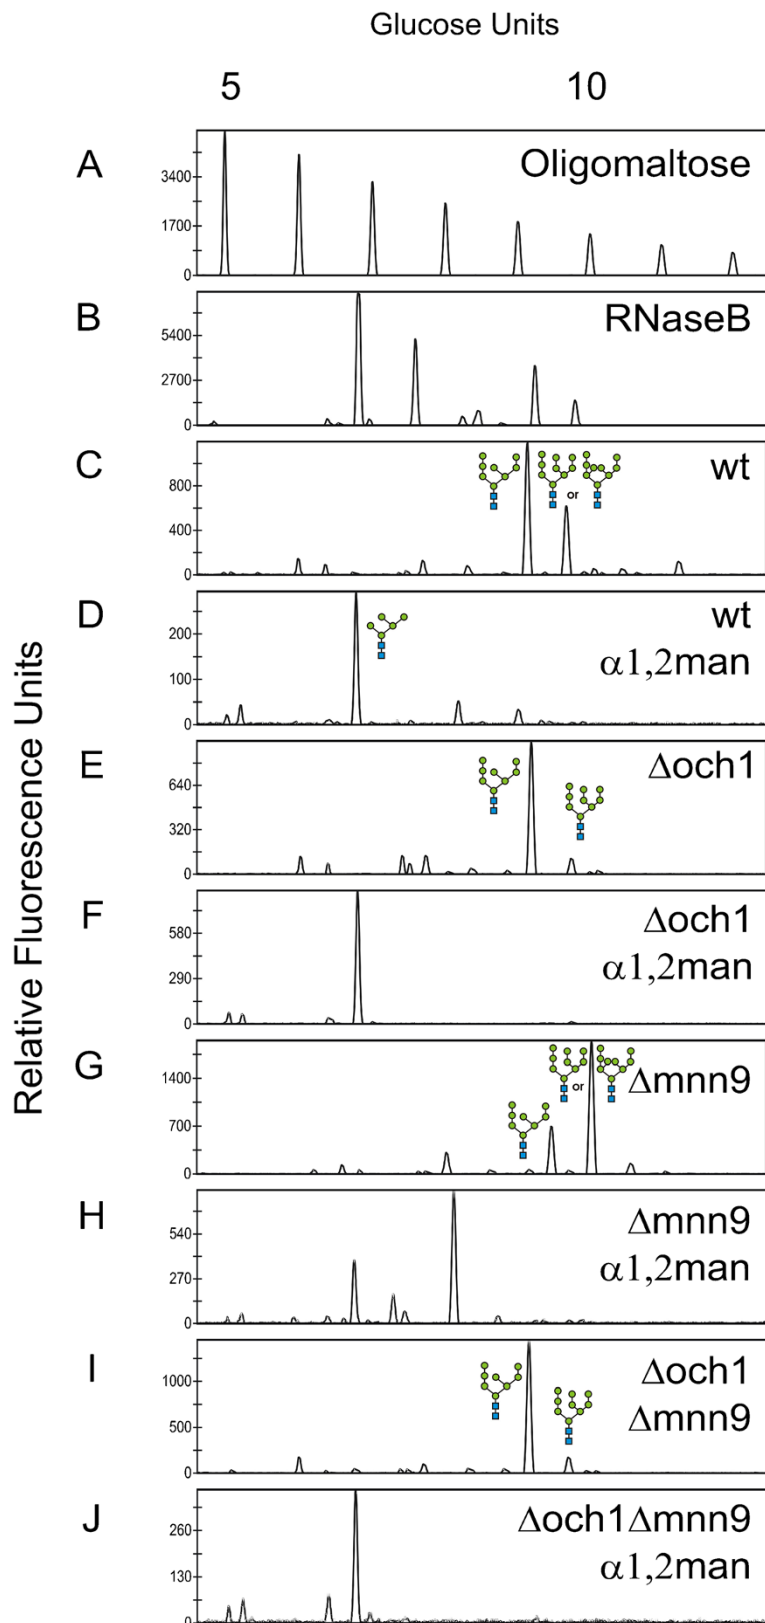 Glucose Units
5 10
A
Oligomaltose
3400
1700
0
B
RNaseB
5400
2700
0
C
wt
or
800
400
0
D
wt
α1,2man
200
100
0
E
Δoch1
640
320
0
F
Δoch1
α1,2man
580
290
0
G
Δmnn9
or
1400
700
0
H
Δmnn9
α1,2man
540
270
0
I
Δoch1
Δmnn9
1000
500
0
J
Δoch1Δmnn9
α1,2man
260
130
0
Relative Fluorescence Units